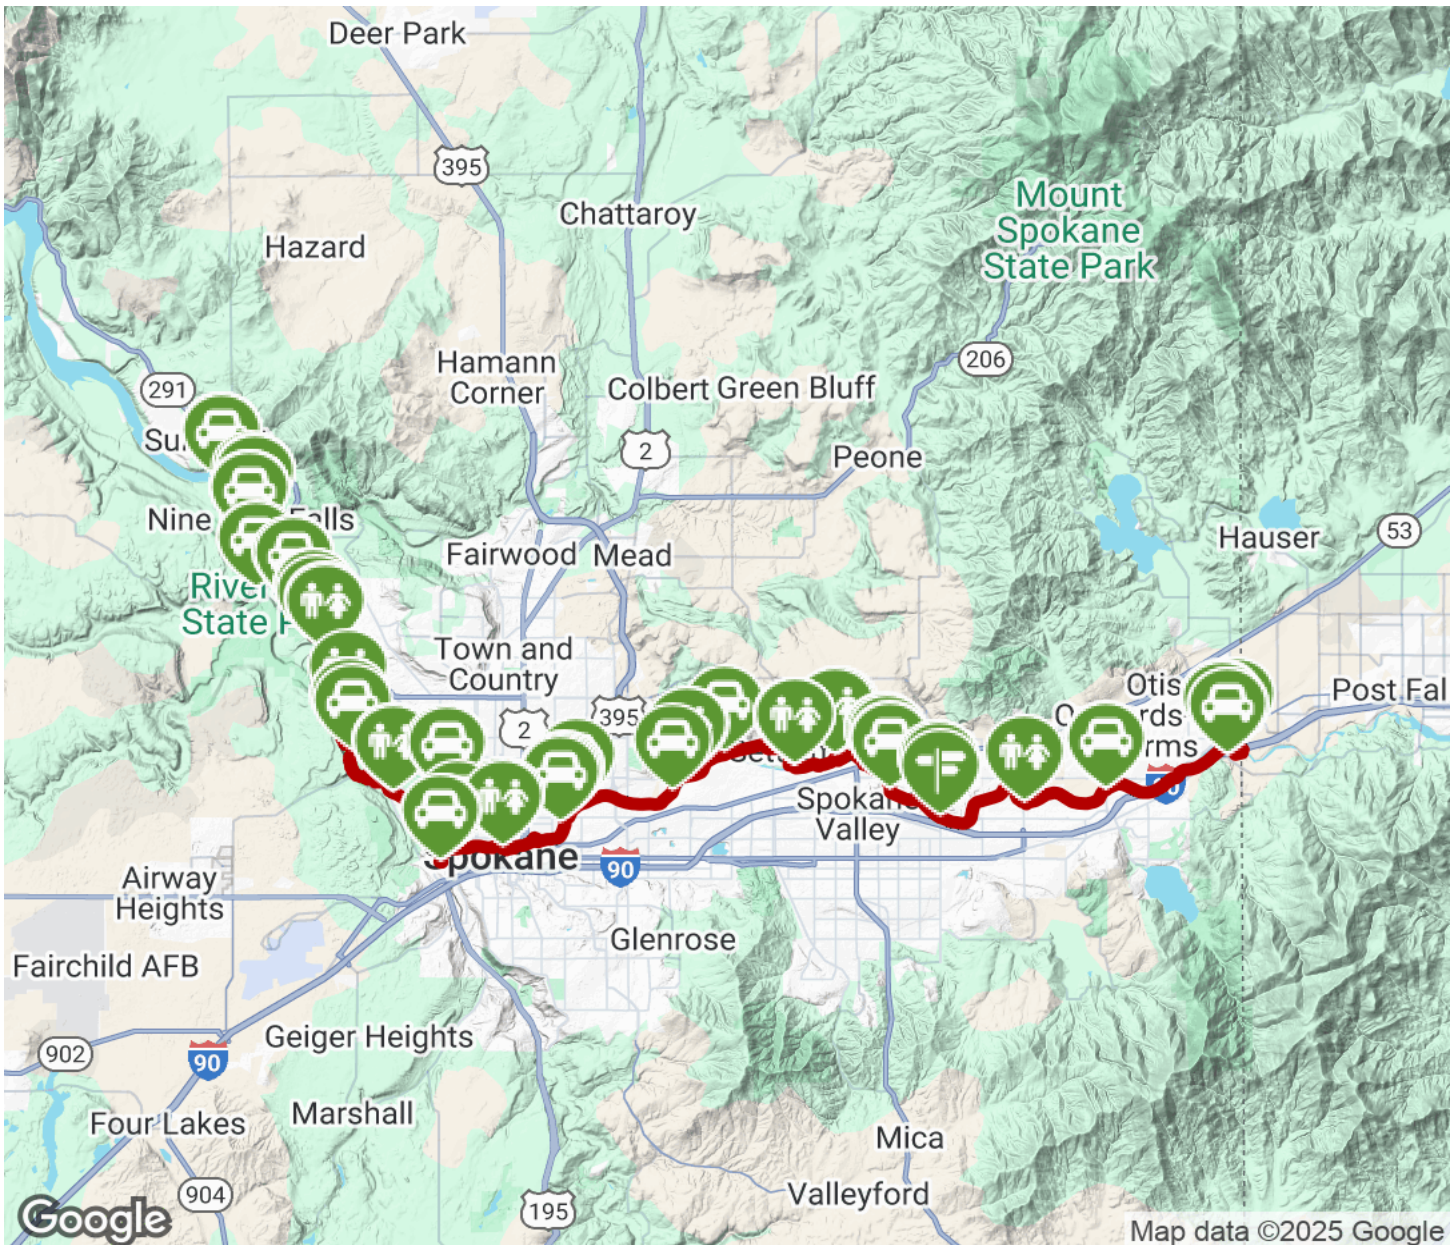 Deer Park
395
Chattaroy
Mount
Spokane
State Park
Hazard
206
Hamann
Corner
Colbert
Green Bluff
291
2
Peone
Nine
Falls
Hauser
53
Fairwood
Mead
State
Town and
Country
2
395
Otis
Post Fal
Spokane
Valley
Spokane
90
Airway
Heights
Glenrose
Fairchild AFB
Geiger Heights
902
90
Four Lakes
Marshall
Mica
904
195
Valleyford
Google
Map data ©2025 Google